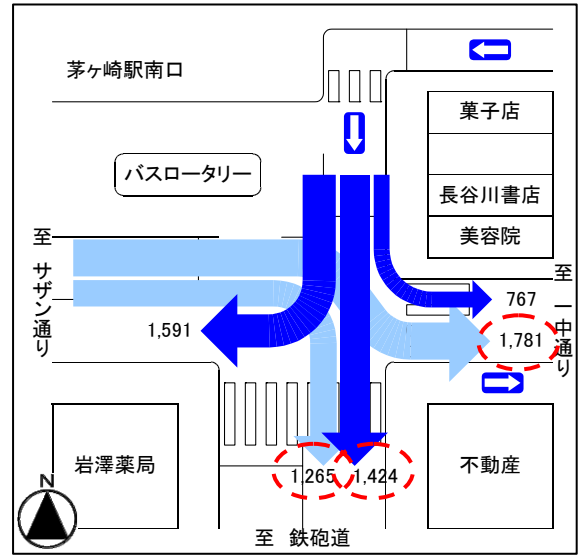 茅ヶ崎駅南口
菓子店
バスロータリー
長谷川書店
美容院
至 サザン通り
至 一中通り
767
1,591
1,781
岩澤薬局
1,265
1,424
不動産
N
至 鉄砲道